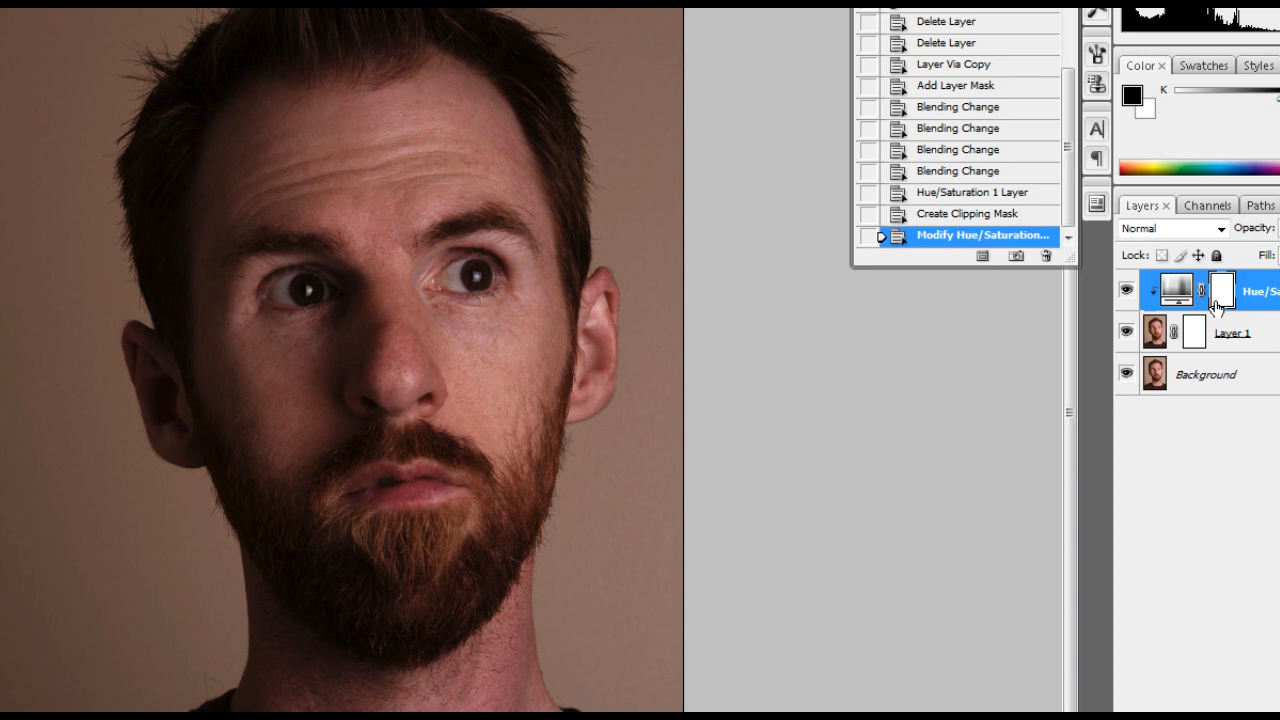 Delete Layer
Delete Layer
Layer Via Copy
Add Layer Mask
Blending Change
Blending Change
Blending Change
Blending Change
Hue/Saturation 1 Layer
Create Clipping Mask
Modify Hue/Saturation...
Color × Swatches Styles
K
A
Layers × Channels Paths
Normal Opacity:
Lock: Fill:
Hue/Sa
Layer 1
Background